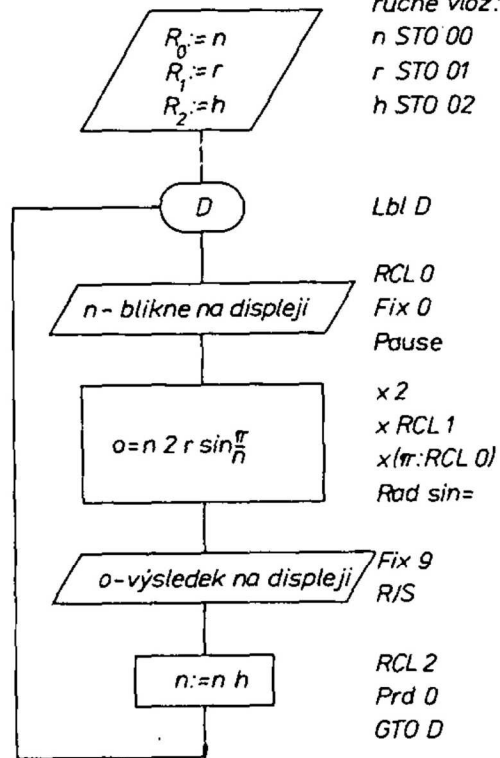 ručně vlož:
R₀:= n
n STO 00
R₁:= r
r STO 01
R₂:= h
h STO 02
D
Lbl D
RCL 0
n - blikne na displeji
Fix 0
Pause
x 2
x RCL 1
o=n 2 r sin π/n
x(π:RCL 0)
Rad sin=
o-výsledek na displeji
Fix 9
R/S
n:=n h
RCL 2
Prd 0
GTO D